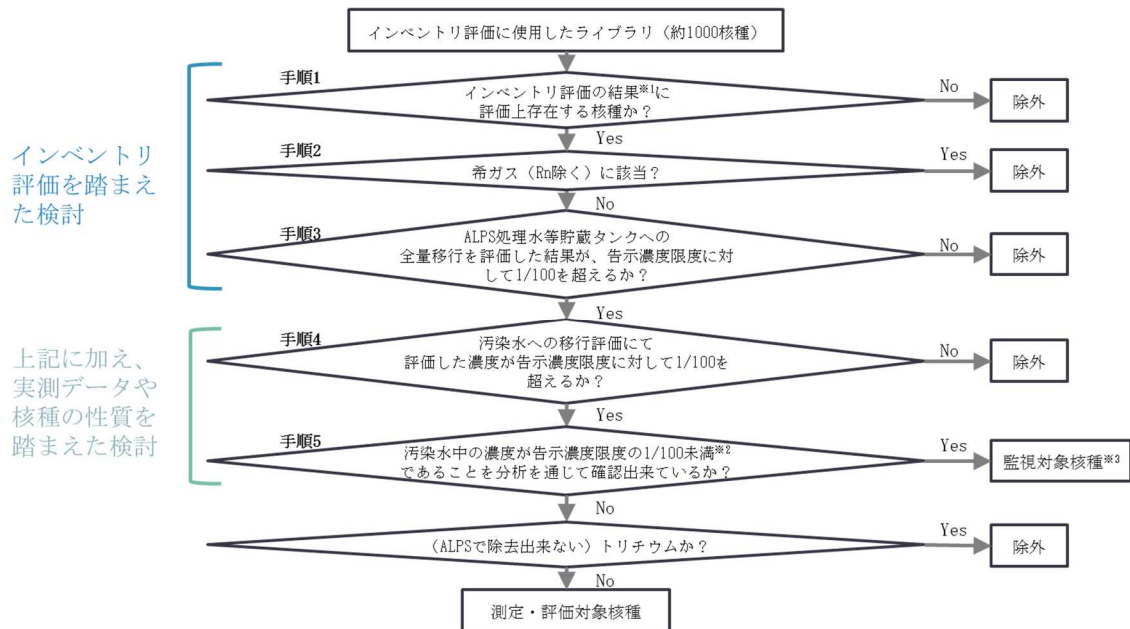 インベントリ評価に使用したライブラリ（約1000核種）
手順1
インベントリ評価の結果※1に
評価上存在する核種か？
No
除外
Yes
手順2
希ガス（Rn除く）に該当？
Yes
除外
No
インベントリ
評価を踏まえ
た検討
手順3
ALPS処理水等貯蔵タンクへの
全量移行を評価した結果が、告示濃度限度に対
して1/100を超えるか？
No
除外
Yes
手順4
汚染水への移行評価にて
評価した濃度が告示濃度限度に対して1/100を
超えるか？
No
除外
Yes
上記に加え、
実測データや
核種の性質を
踏まえた検討
手順5
汚染水中の濃度が告示濃度限度の1/100未満※2
であることを分析を通じて確認出来ているか？
Yes
監視対象核種※3
No
（ALPSで除去出来ない）トリチウムか？
Yes
除外
No
測定・評価対象核種